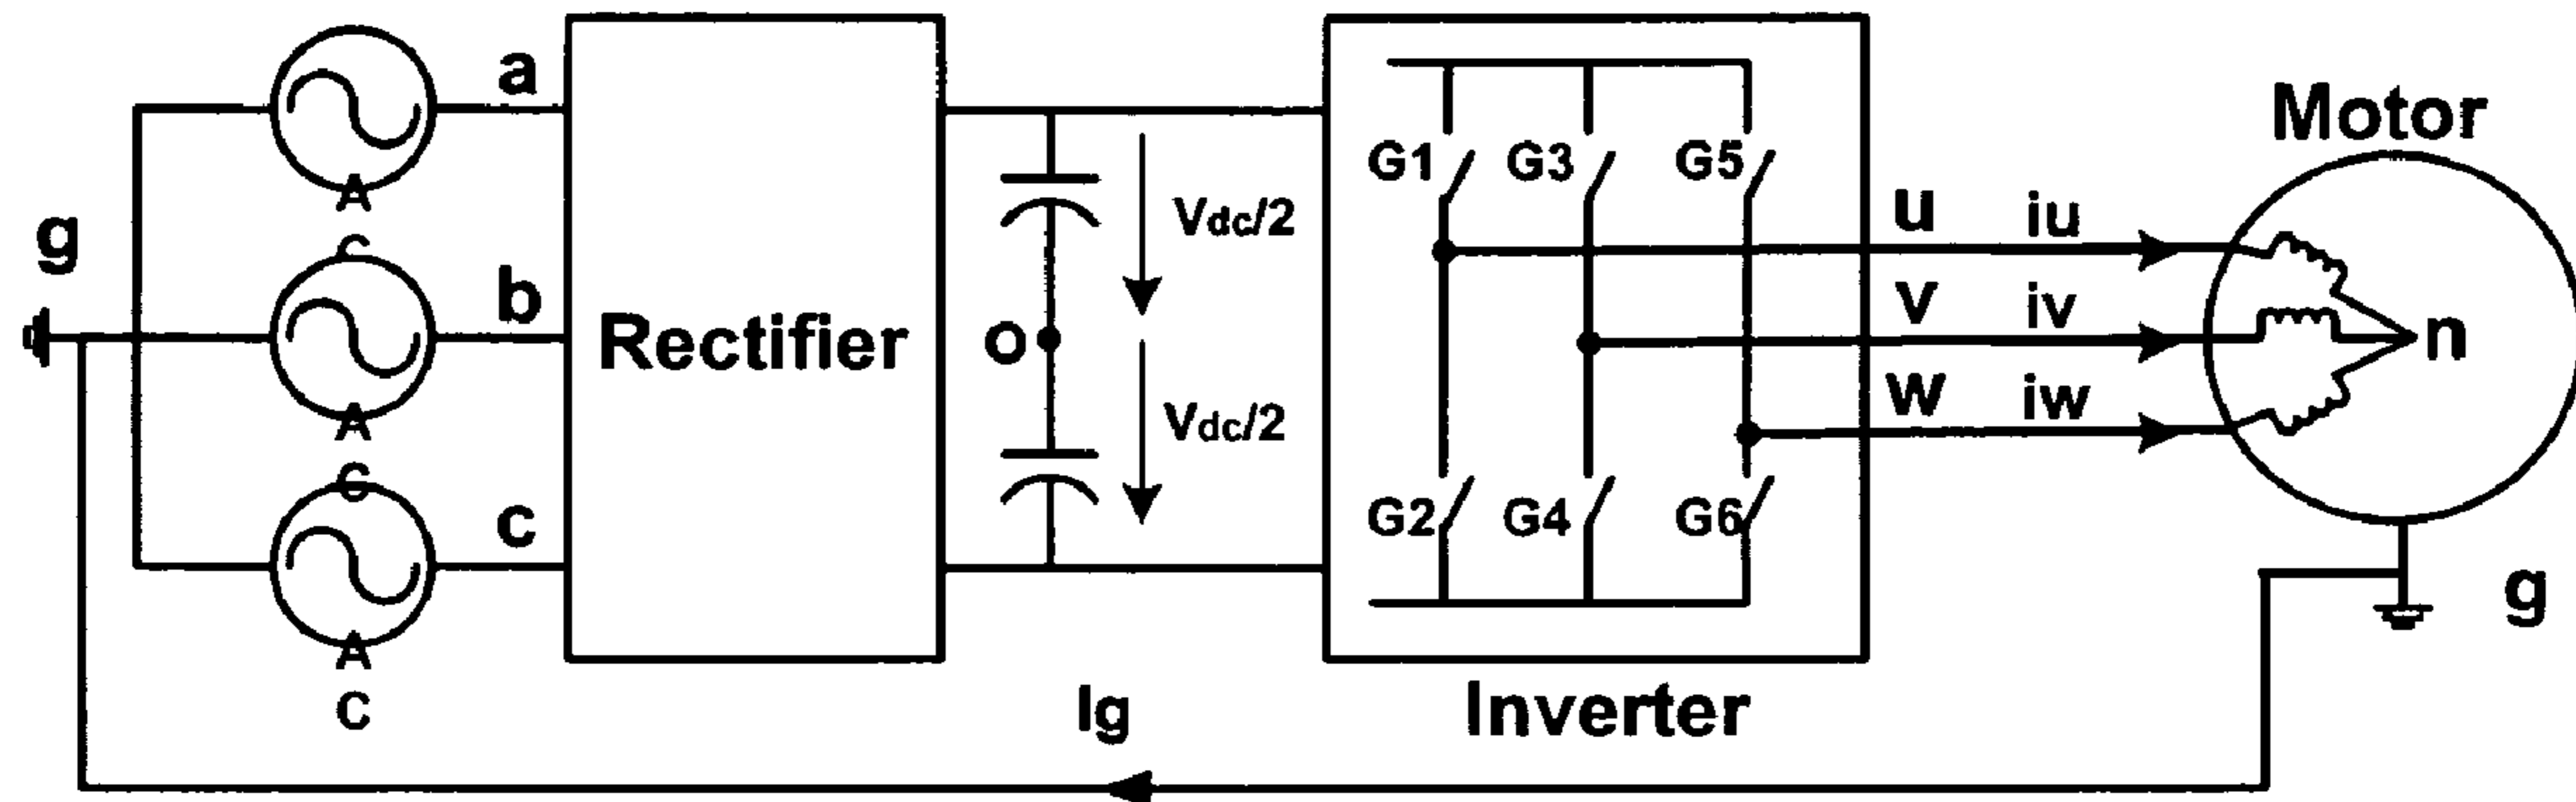 a
A
C
g
b
A
C
c
A
C
Rectifier
Vdc/2
o
Vdc/2
Ig
G1 G3 G5
G2 G4 G6
Inverter
u iu
v iv
w iw
Motor
n
g